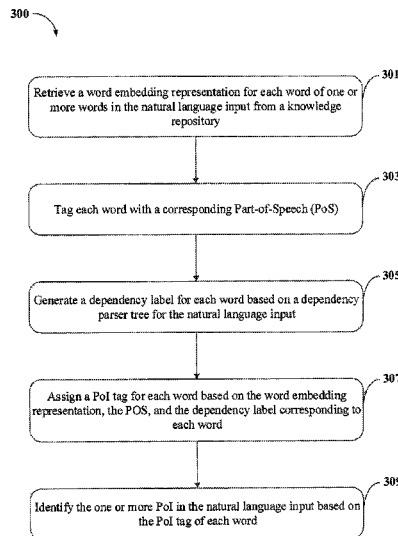 300
301
Retrieve a word embedding representation for each word of one or
more words in the natural language input from a knowledge
repository
303
Tag each word with a corresponding Part-of-Speech (PoS)
305
Generate a dependency label for each word based on a dependency
parser tree for the natural language input
307
Assign a PoI tag for each word based on the word embedding
representation, the POS, and the dependency label corresponding to
each word
309
Identify the one or more PoI in the natural language input based on
the PoI tag of each word